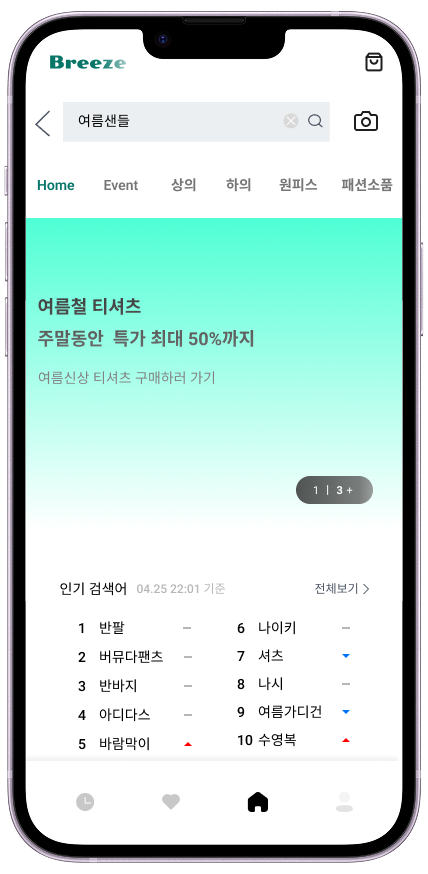 Breeze
여름샌들
Home Event 상의 하의 원피스 패션소품
여름철 티셔츠
주말동안 특가 최대 50%까지
여름신상 티셔츠 구매하러 가기
1 | 3 +
인기 검색어 04.25 22:01 기준 전체보기
1 반팔
2 버뮤다팬츠
3 반바지
4 아디다스
5 바람막이
6 나이키
7 셔츠
8 나시
9 여름가디건
10 수영복